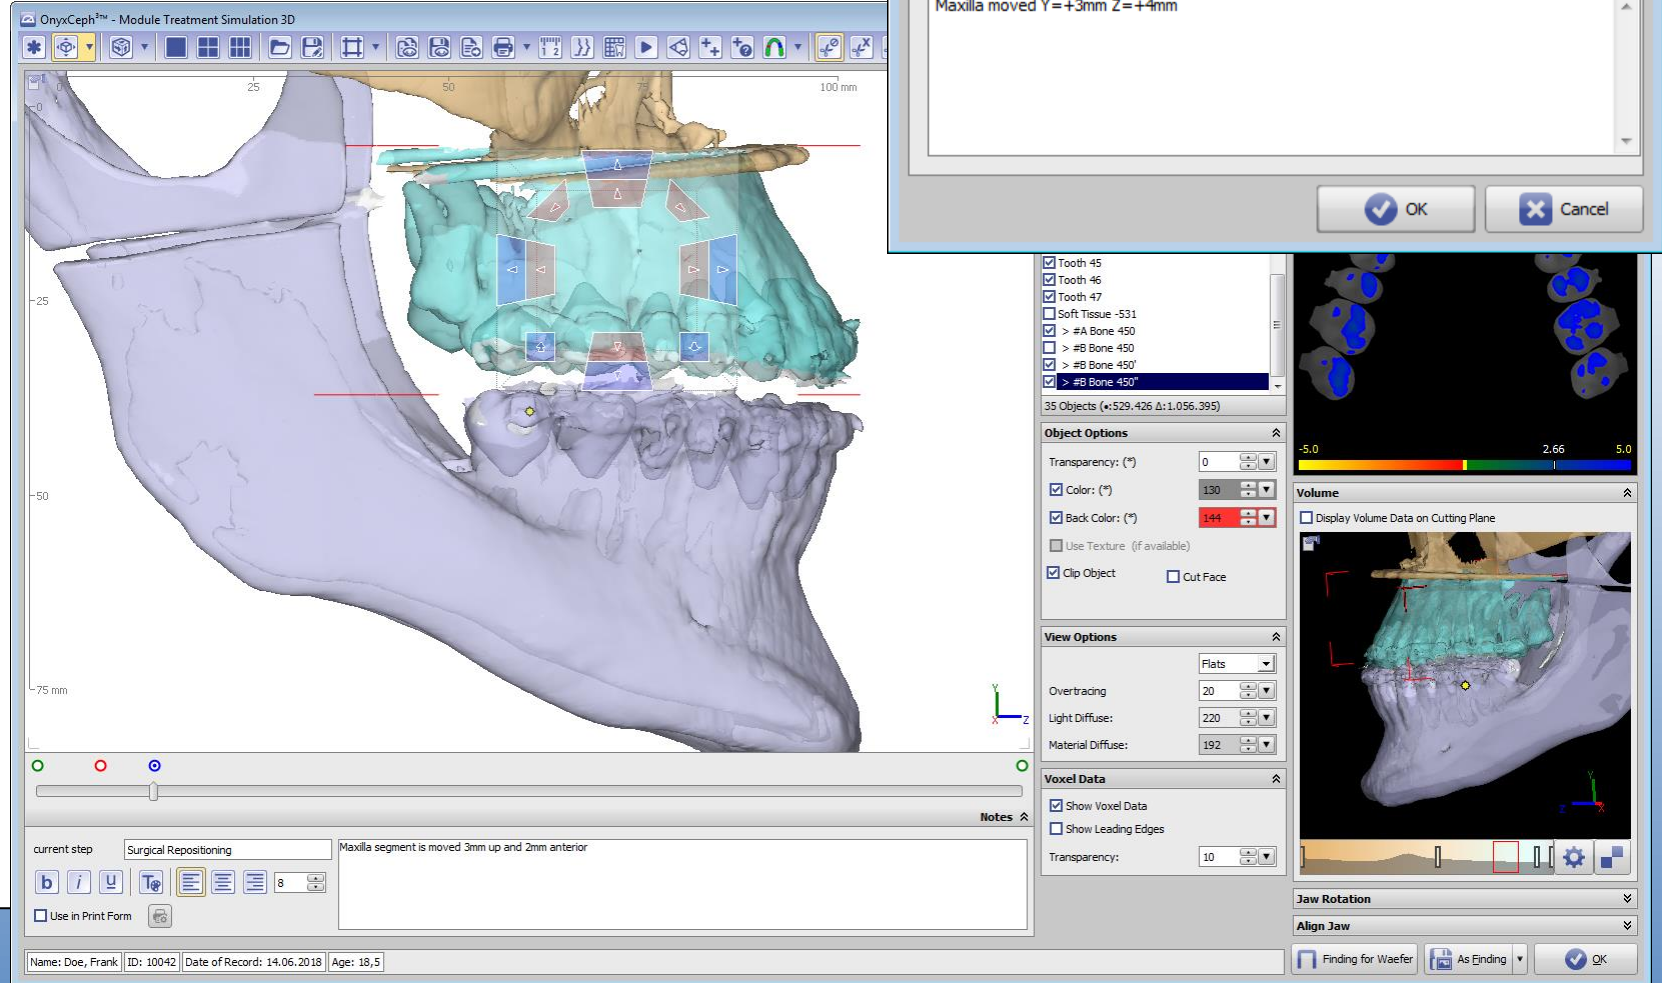 OnyxCeph³™ - Module Treatment Simulation 3D
Maxilla moved Y=+3mm Z=+4mm
OK
Cancel
0
25
50
75
100 mm
0
25
50
75 mm
Y
X
Z
Tooth 45
Tooth 46
Tooth 47
Soft Tissue -531
> #A Bone 450
> #B Bone 450
> #B Bone 450'
> #B Bone 450"
35 Objects (•:529.426 Δ:1.056.395)
Object Options
Transparency: (*)
0
Color: (*)
130
Back Color: (*)
144
Use Texture (if available)
Clip Object
Cut Face
View Options
Flats
Overtracing
20
Light Diffuse:
220
Material Diffuse:
192
Voxel Data
Show Voxel Data
Show Leading Edges
Transparency:
10
-5.0
2.66
5.0
Volume
Display Volume Data on Cutting Plane
Y
Z
X
Jaw Rotation
Align Jaw
Notes
current step
Surgical Repositioning
Maxilla segment is moved 3mm up and 2mm anterior
b i u
8
Use in Print Form
Name: Doe, Frank
ID: 10042
Date of Record: 14.06.2018
Age: 18,5
Finding for Waefer
As Finding
OK